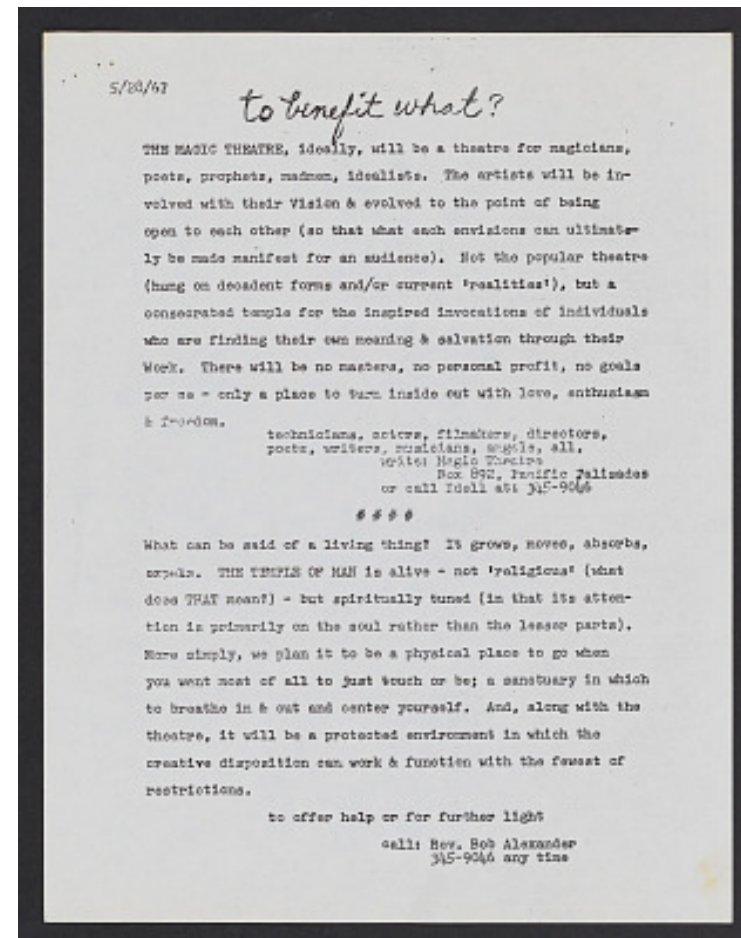 5/28/67
to benefit what?
THE MAGIC THEATRE, ideally, will be a theatre for magicians,
poets, prophets, madmen, idealists. The artists will be in-
volved with their Vision & evolved to the point of being
open to each other (so that what each envisions can ultimate-
ly be made manifest for an audience). Not the popular theatre
(hung on decadent forms and/or current 'realities'), but a
consecrated temple for the inspired invocations of individuals
who are finding their own meaning & salvation through their
Work. There will be no masters, no personal profit, no goals
per se - only a place to turn inside out with love, enthusiasm
& freedom.
technicians, actors, filmakers, directors,
poets, writers, musicians, angels, all,
write: Magic Theatre
Box 892, Pacific Palisades
or call Idell at: 345-9046
# # # #
What can be said of a living thing? It grows, moves, absorbs,
expels. THE TEMPLE OF MAN is alive - not 'religious' (what
does THAT mean?) - but spiritually tuned (in that its atten-
tion is primarily on the soul rather than the lesser parts).
More simply, we plan it to be a physical place to go when
you want most of all to just touch or be; a sanctuary in which
to breathe in & out and center yourself. And, along with the
theatre, it will be a protected environment in which the
creative disposition can work & function with the fewest of
restrictions.
to offer help or for further light
call: Rev. Bob Alexander
345-9046 any time